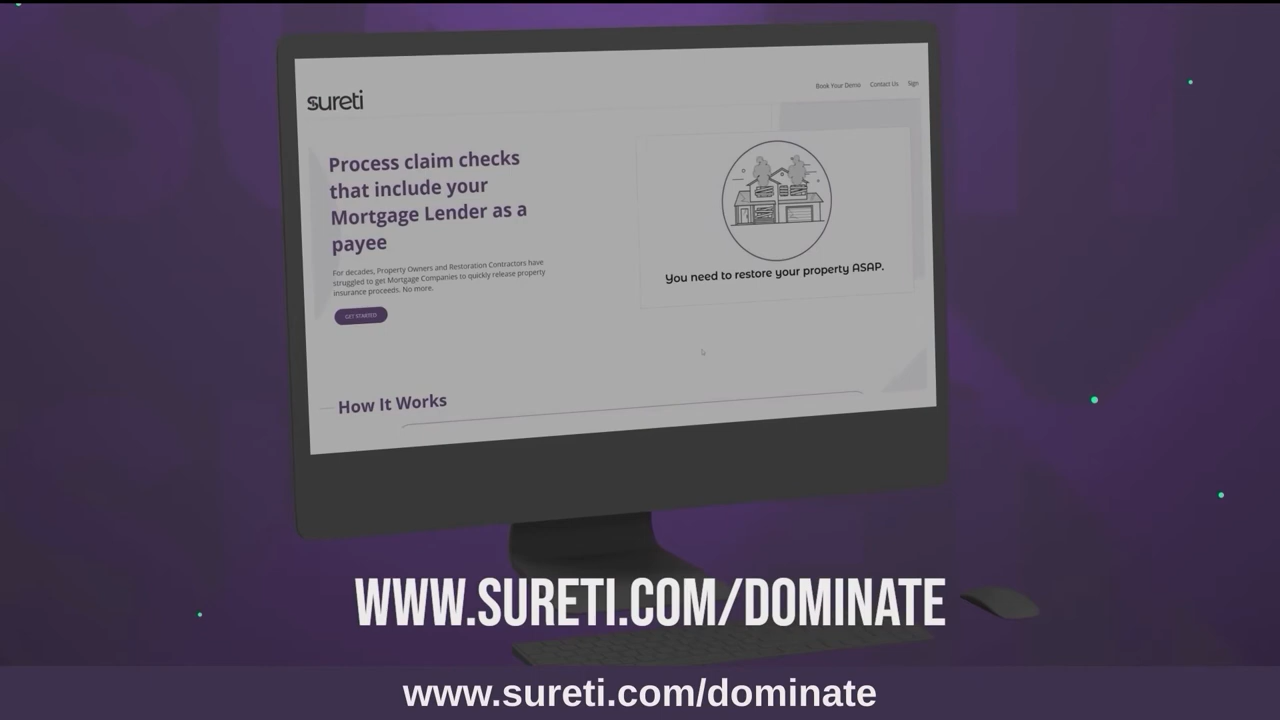 sureti
Book Your Demo Contact Us Sign
Process claim checks
that include your
Mortgage Lender as a
payee
For decades, Property Owners and Restoration Contractors have
struggled to get Mortgage Companies to quickly release property
insurance proceeds. No more.
GET STARTED
You need to restore your property ASAP.
How It Works
WWW.SURETI.COM/DOMINATE
www.sureti.com/dominate